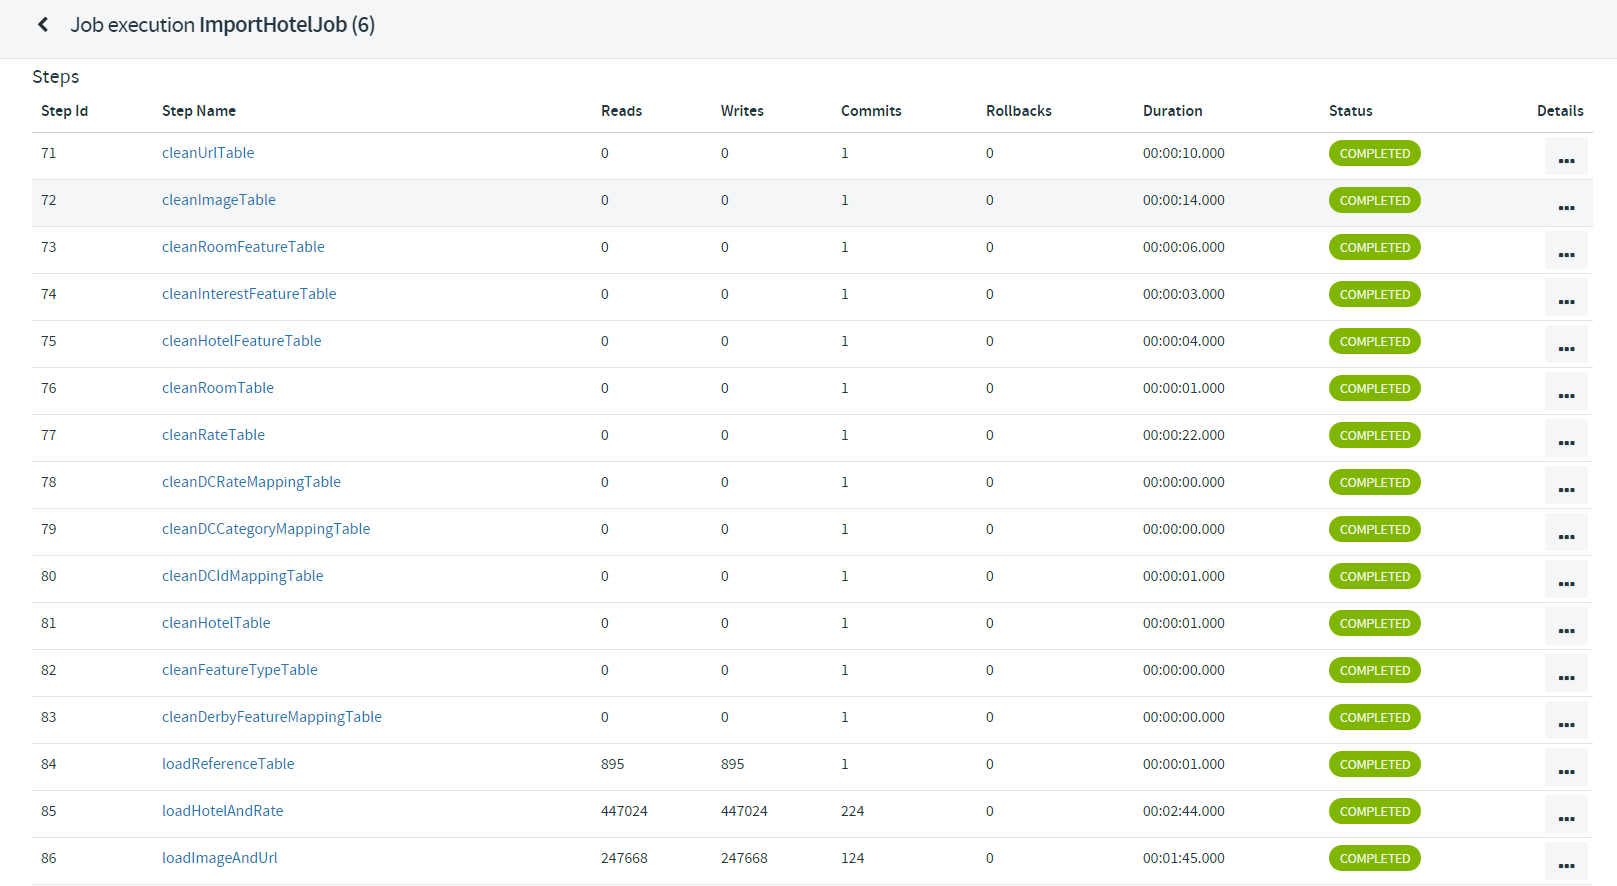 Job execution ImportHotelJob (6)
Steps
Step Id Step Name Reads Writes Commits Rollbacks Duration Status Details
71 cleanUrlTable 0 0 1 0 00:00:10.000 COMPLETED ...
72 cleanImageTable 0 0 1 0 00:00:14.000 COMPLETED ...
73 cleanRoomFeatureTable 0 0 1 0 00:00:06.000 COMPLETED ...
74 cleanInterestFeatureTable 0 0 1 0 00:00:03.000 COMPLETED ...
75 cleanHotelFeatureTable 0 0 1 0 00:00:04.000 COMPLETED ...
76 cleanRoomTable 0 0 1 0 00:00:01.000 COMPLETED ...
77 cleanRateTable 0 0 1 0 00:00:22.000 COMPLETED ...
78 cleanDCRateMappingTable 0 0 1 0 00:00:00.000 COMPLETED ...
79 cleanDCCategoryMappingTable 0 0 1 0 00:00:00.000 COMPLETED ...
80 cleanDCIdMappingTable 0 0 1 0 00:00:01.000 COMPLETED ...
81 cleanHotelTable 0 0 1 0 00:00:01.000 COMPLETED ...
82 cleanFeatureTypeTable 0 0 1 0 00:00:00.000 COMPLETED ...
83 cleanDerbyFeatureMappingTable 0 0 1 0 00:00:00.000 COMPLETED ...
84 loadReferenceTable 895 895 1 0 00:00:01.000 COMPLETED ...
85 loadHotelAndRate 447024 447024 224 0 00:02:44.000 COMPLETED ...
86 loadImageAndUrl 247668 247668 124 0 00:01:45.000 COMPLETED ...